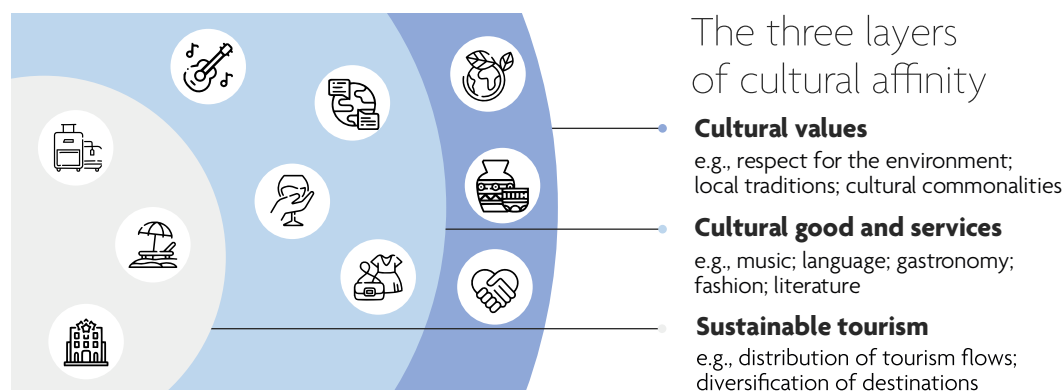 The three layers
of cultural affinity
Cultural values
e.g., respect for the environment;
local traditions; cultural commonalities
Cultural good and services
e.g., music; language; gastronomy;
fashion; literature
Sustainable tourism
e.g., distribution of tourism flows;
diversification of destinations